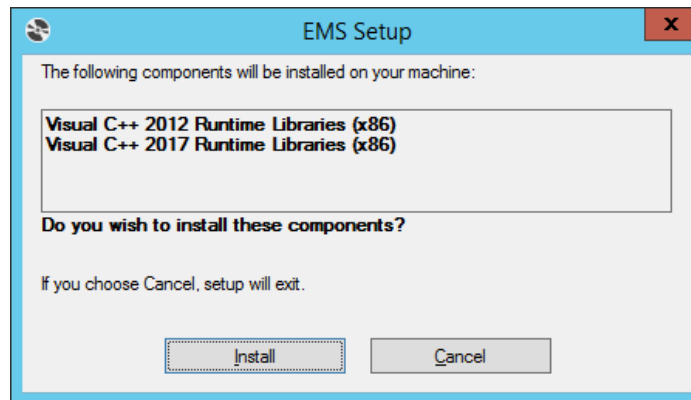 EMS Setup
x
The following components will be installed on your machine:
Visual C++ 2012 Runtime Libraries (x86)
Visual C++ 2017 Runtime Libraries (x86)
Do you wish to install these components?
If you choose Cancel, setup will exit.
Install
Cancel